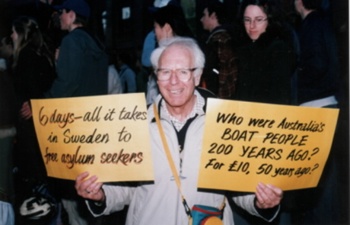 6 days—all it takes
in Sweden to
free asylum seekers
Who were Australia's
BOAT PEOPLE
200 YEARS AGO?
For £10, 50 years ago?